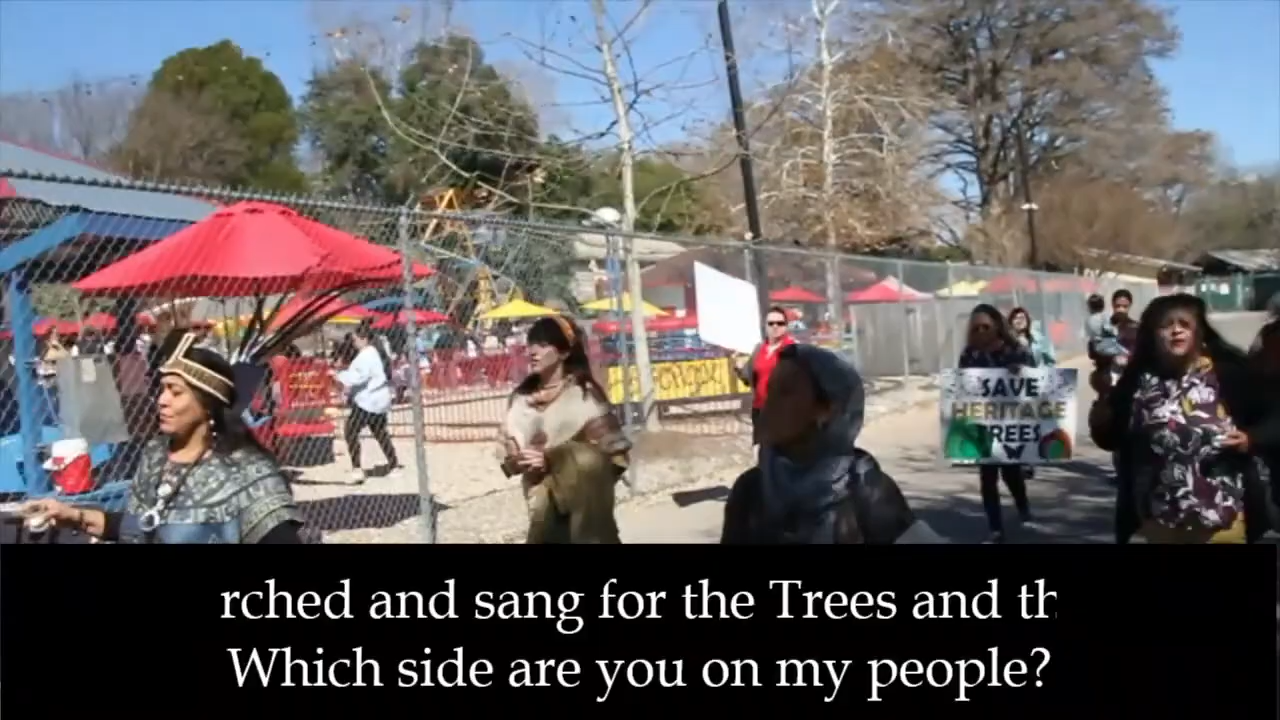 SAVE
HERITAGE
TREES
rched and sang for the Trees and th
Which side are you on my people?